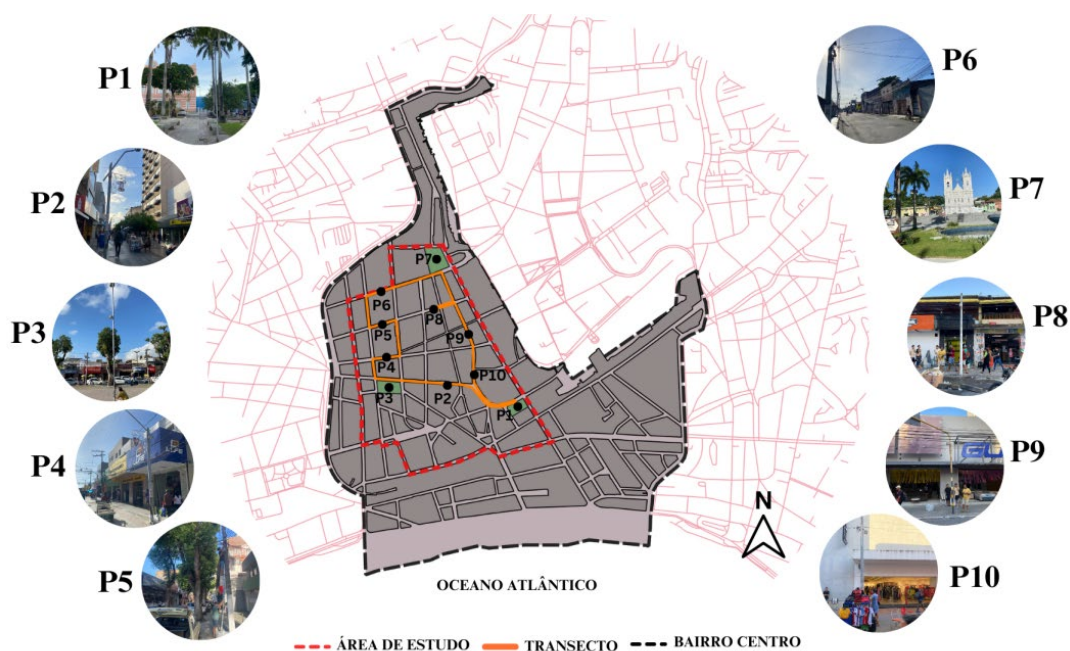 P1
P2
P3
P4
P5
P6
P7
P8
P9
P10
P7
P6
P8
P5
P9
P4
P10
P3
P2
P1
N
OCEANO ATLÂNTICO
ÁREA DE ESTUDO
TRANSECTO
BAIRRO CENTRO